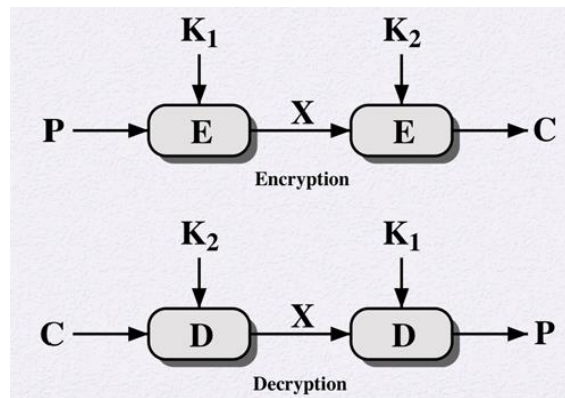 K₁ K₂
P E X E C
Encryption
K₂ K₁
C D X D P
Decryption